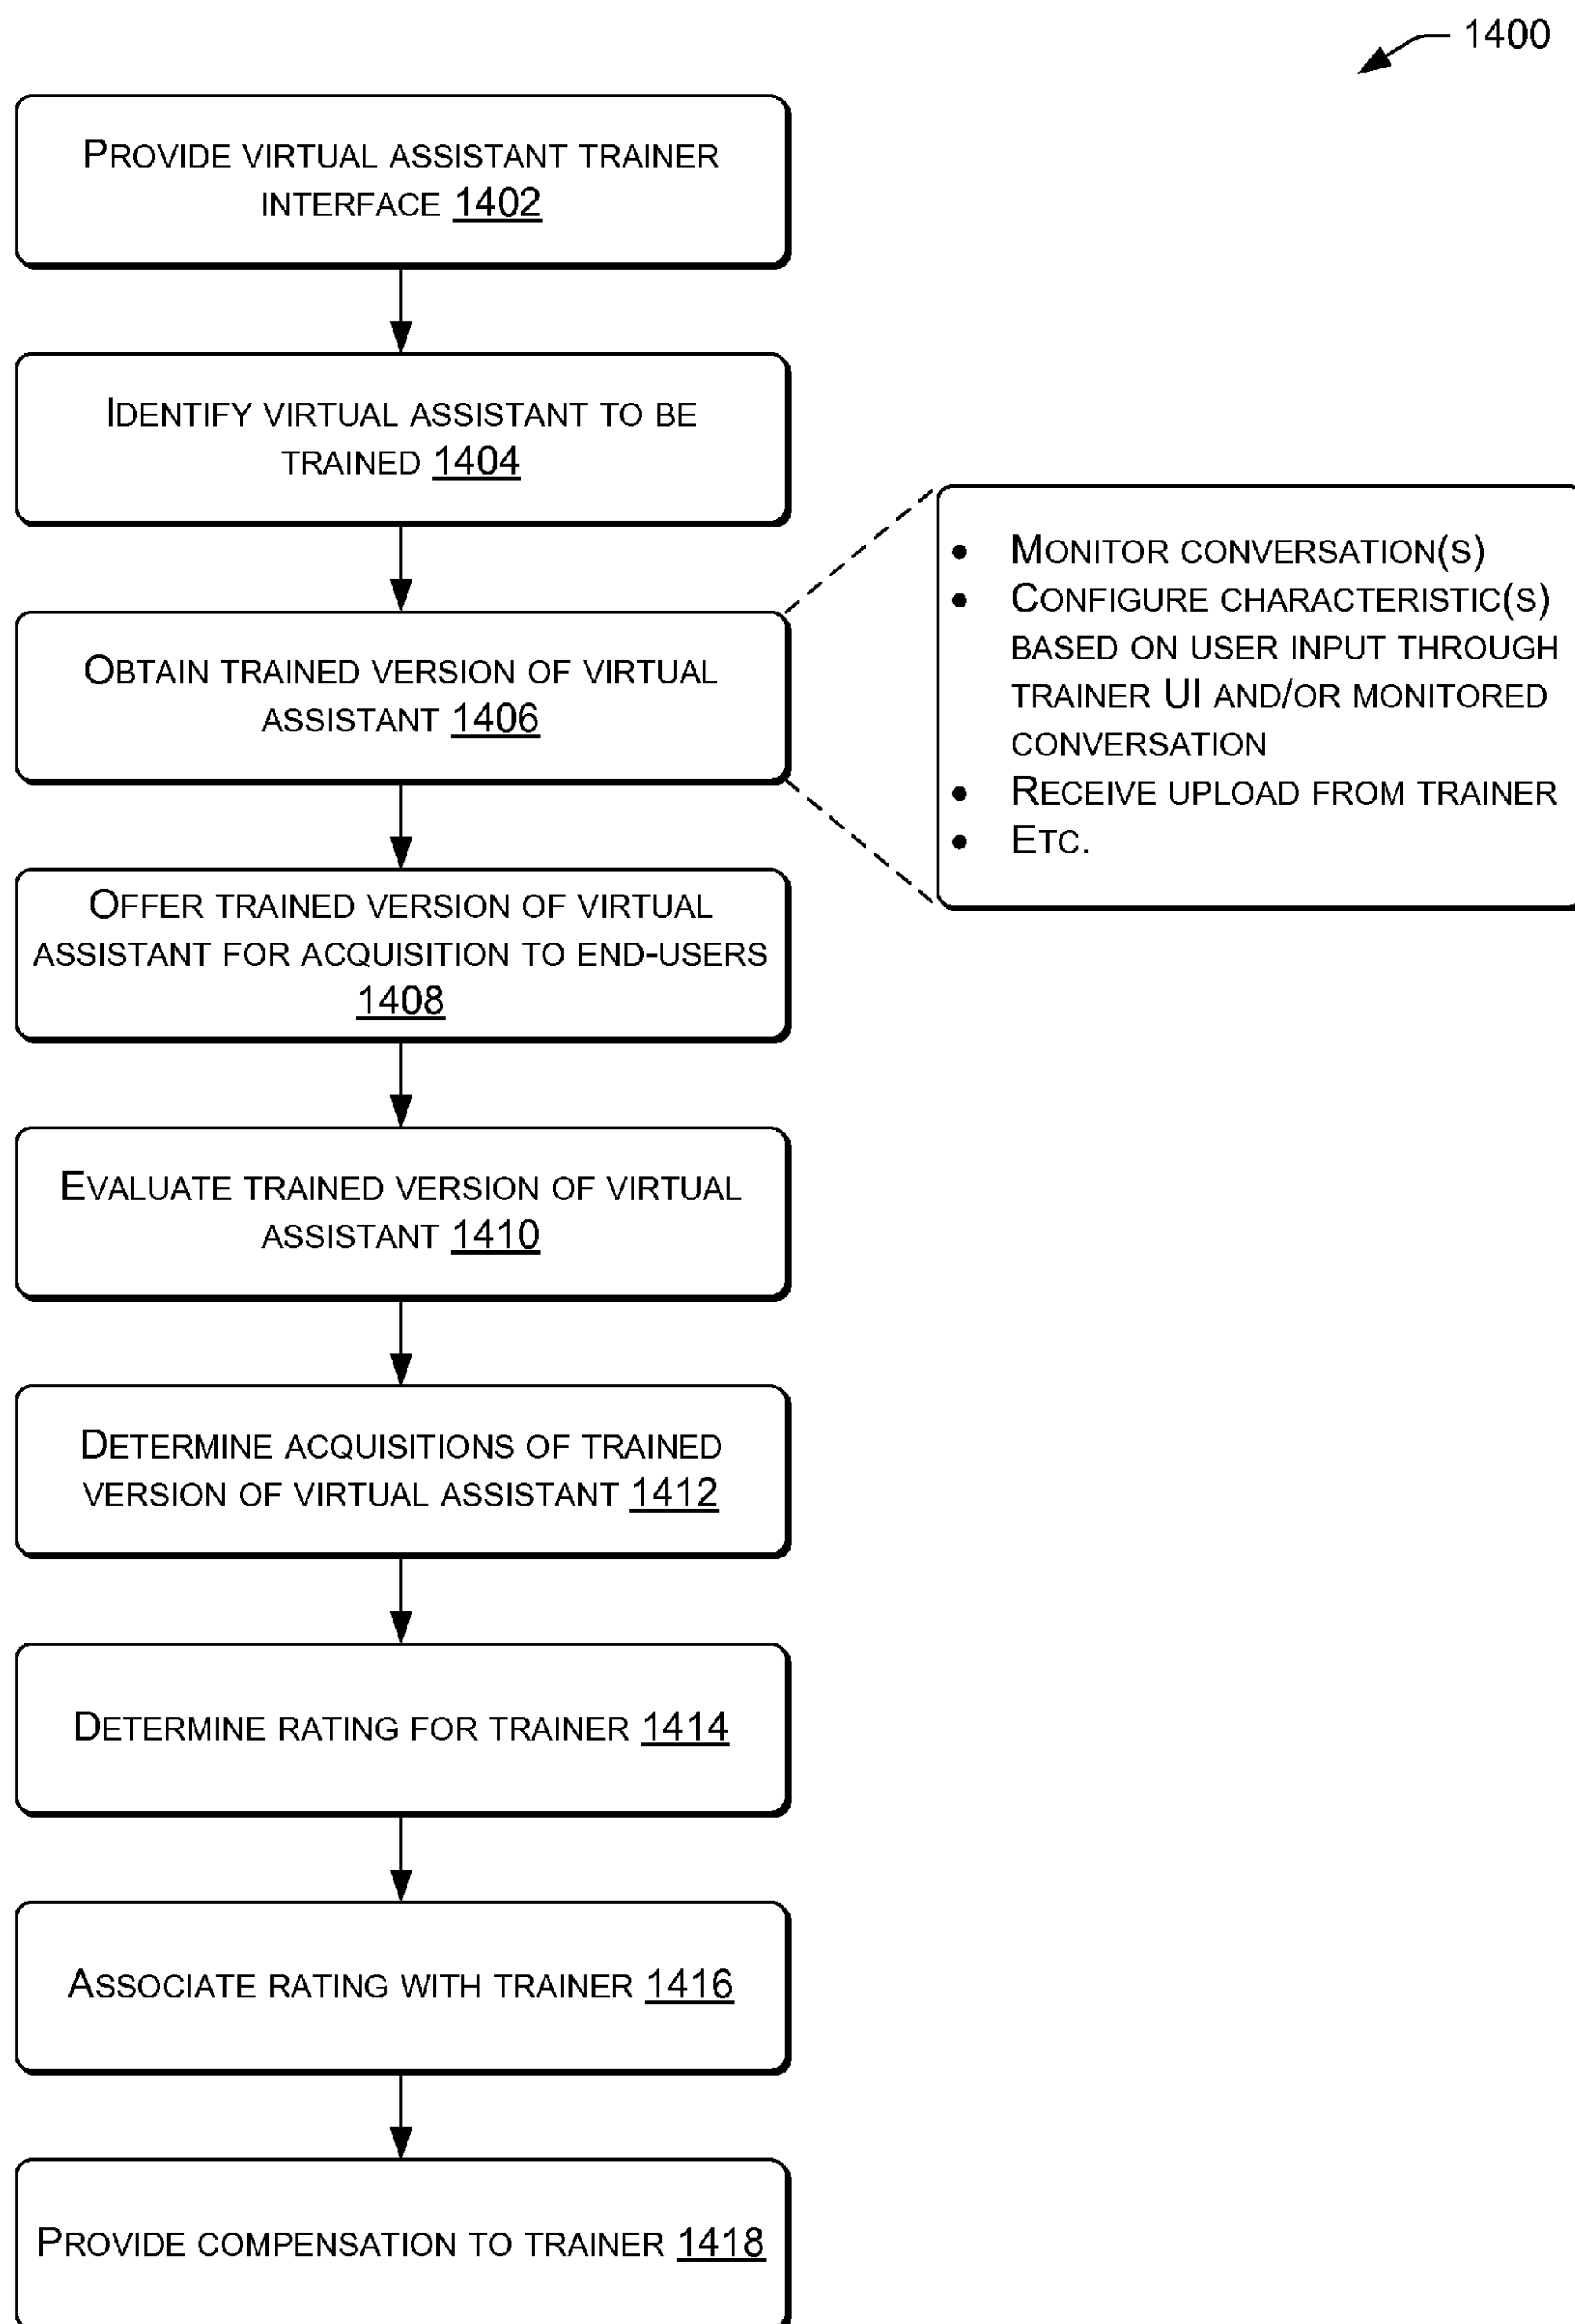 1400
PROVIDE VIRTUAL ASSISTANT TRAINER
INTERFACE 1402
IDENTIFY VIRTUAL ASSISTANT TO BE
TRAINED 1404
OBTAIN TRAINED VERSION OF VIRTUAL
ASSISTANT 1406
• MONITOR CONVERSATION(S)
• CONFIGURE CHARACTERISTIC(S)
BASED ON USER INPUT THROUGH
TRAINER UI AND/OR MONITORED
CONVERSATION
• RECEIVE UPLOAD FROM TRAINER
• ETC.
OFFER TRAINED VERSION OF VIRTUAL
ASSISTANT FOR ACQUISITION TO END-USERS
1408
EVALUATE TRAINED VERSION OF VIRTUAL
ASSISTANT 1410
DETERMINE ACQUISITIONS OF TRAINED
VERSION OF VIRTUAL ASSISTANT 1412
DETERMINE RATING FOR TRAINER 1414
ASSOCIATE RATING WITH TRAINER 1416
PROVIDE COMPENSATION TO TRAINER 1418